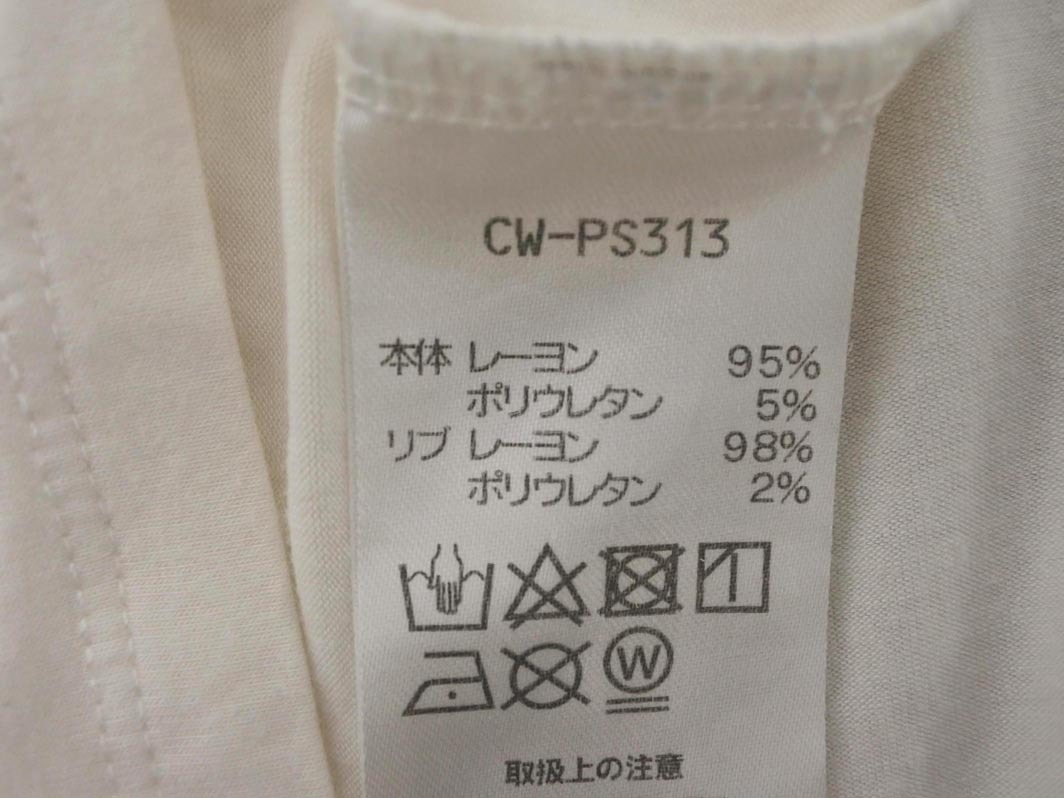 CW-PS313
本体 レーヨン 95%
ポリウレタン 5%
リブ レーヨン 98%
ポリウレタン 2%
W
取扱上の注意